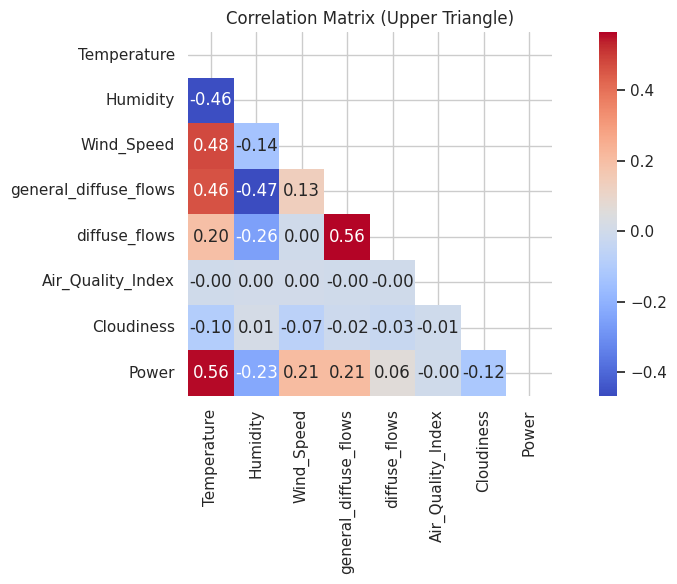 Correlation Matrix (Upper Triangle)
Temperature
Humidity
-0.46
Wind_Speed
0.48 -0.14
general_diffuse_flows
0.46 -0.47 0.13
diffuse_flows
0.20 -0.26 0.00 0.56
Air_Quality_Index
-0.00 0.00 0.00 -0.00 -0.00
Cloudiness
-0.10 0.01 -0.07 -0.02 -0.03 -0.01
Power
0.56 -0.23 0.21 0.21 0.06 -0.00 -0.12
Temperature
Humidity
Wind_Speed
general_diffuse_flows
diffuse_flows
Air_Quality_Index
Cloudiness
Power
0.4
0.2
0.0
−0.2
−0.4